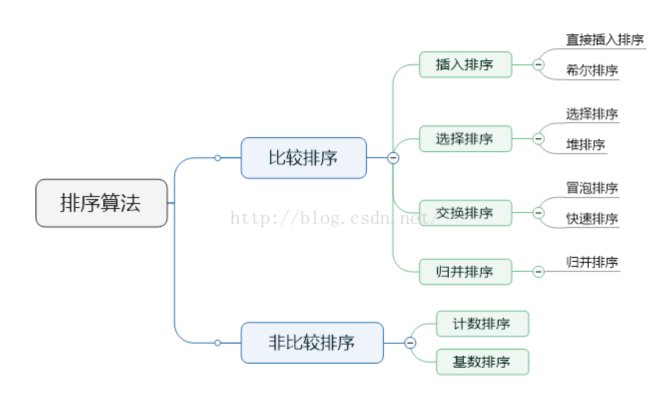 排序算法
比较排序
插入排序
直接插入排序
希尔排序
选择排序
选择排序
堆排序
交换排序
冒泡排序
快速排序
归并排序
归并排序
非比较排序
计数排序
基数排序
http://blog.csdn.net/